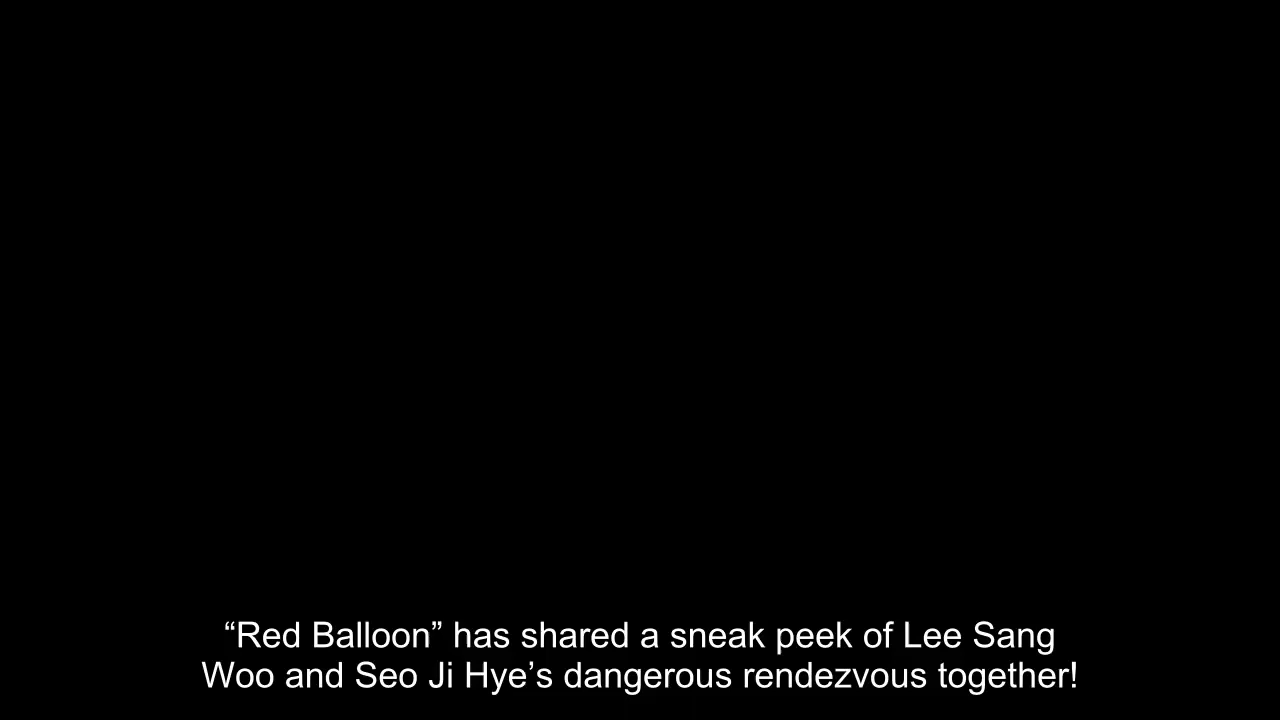 “Red Balloon” has shared a sneak peek of Lee Sang
Woo and Seo Ji Hye’s dangerous rendezvous together!